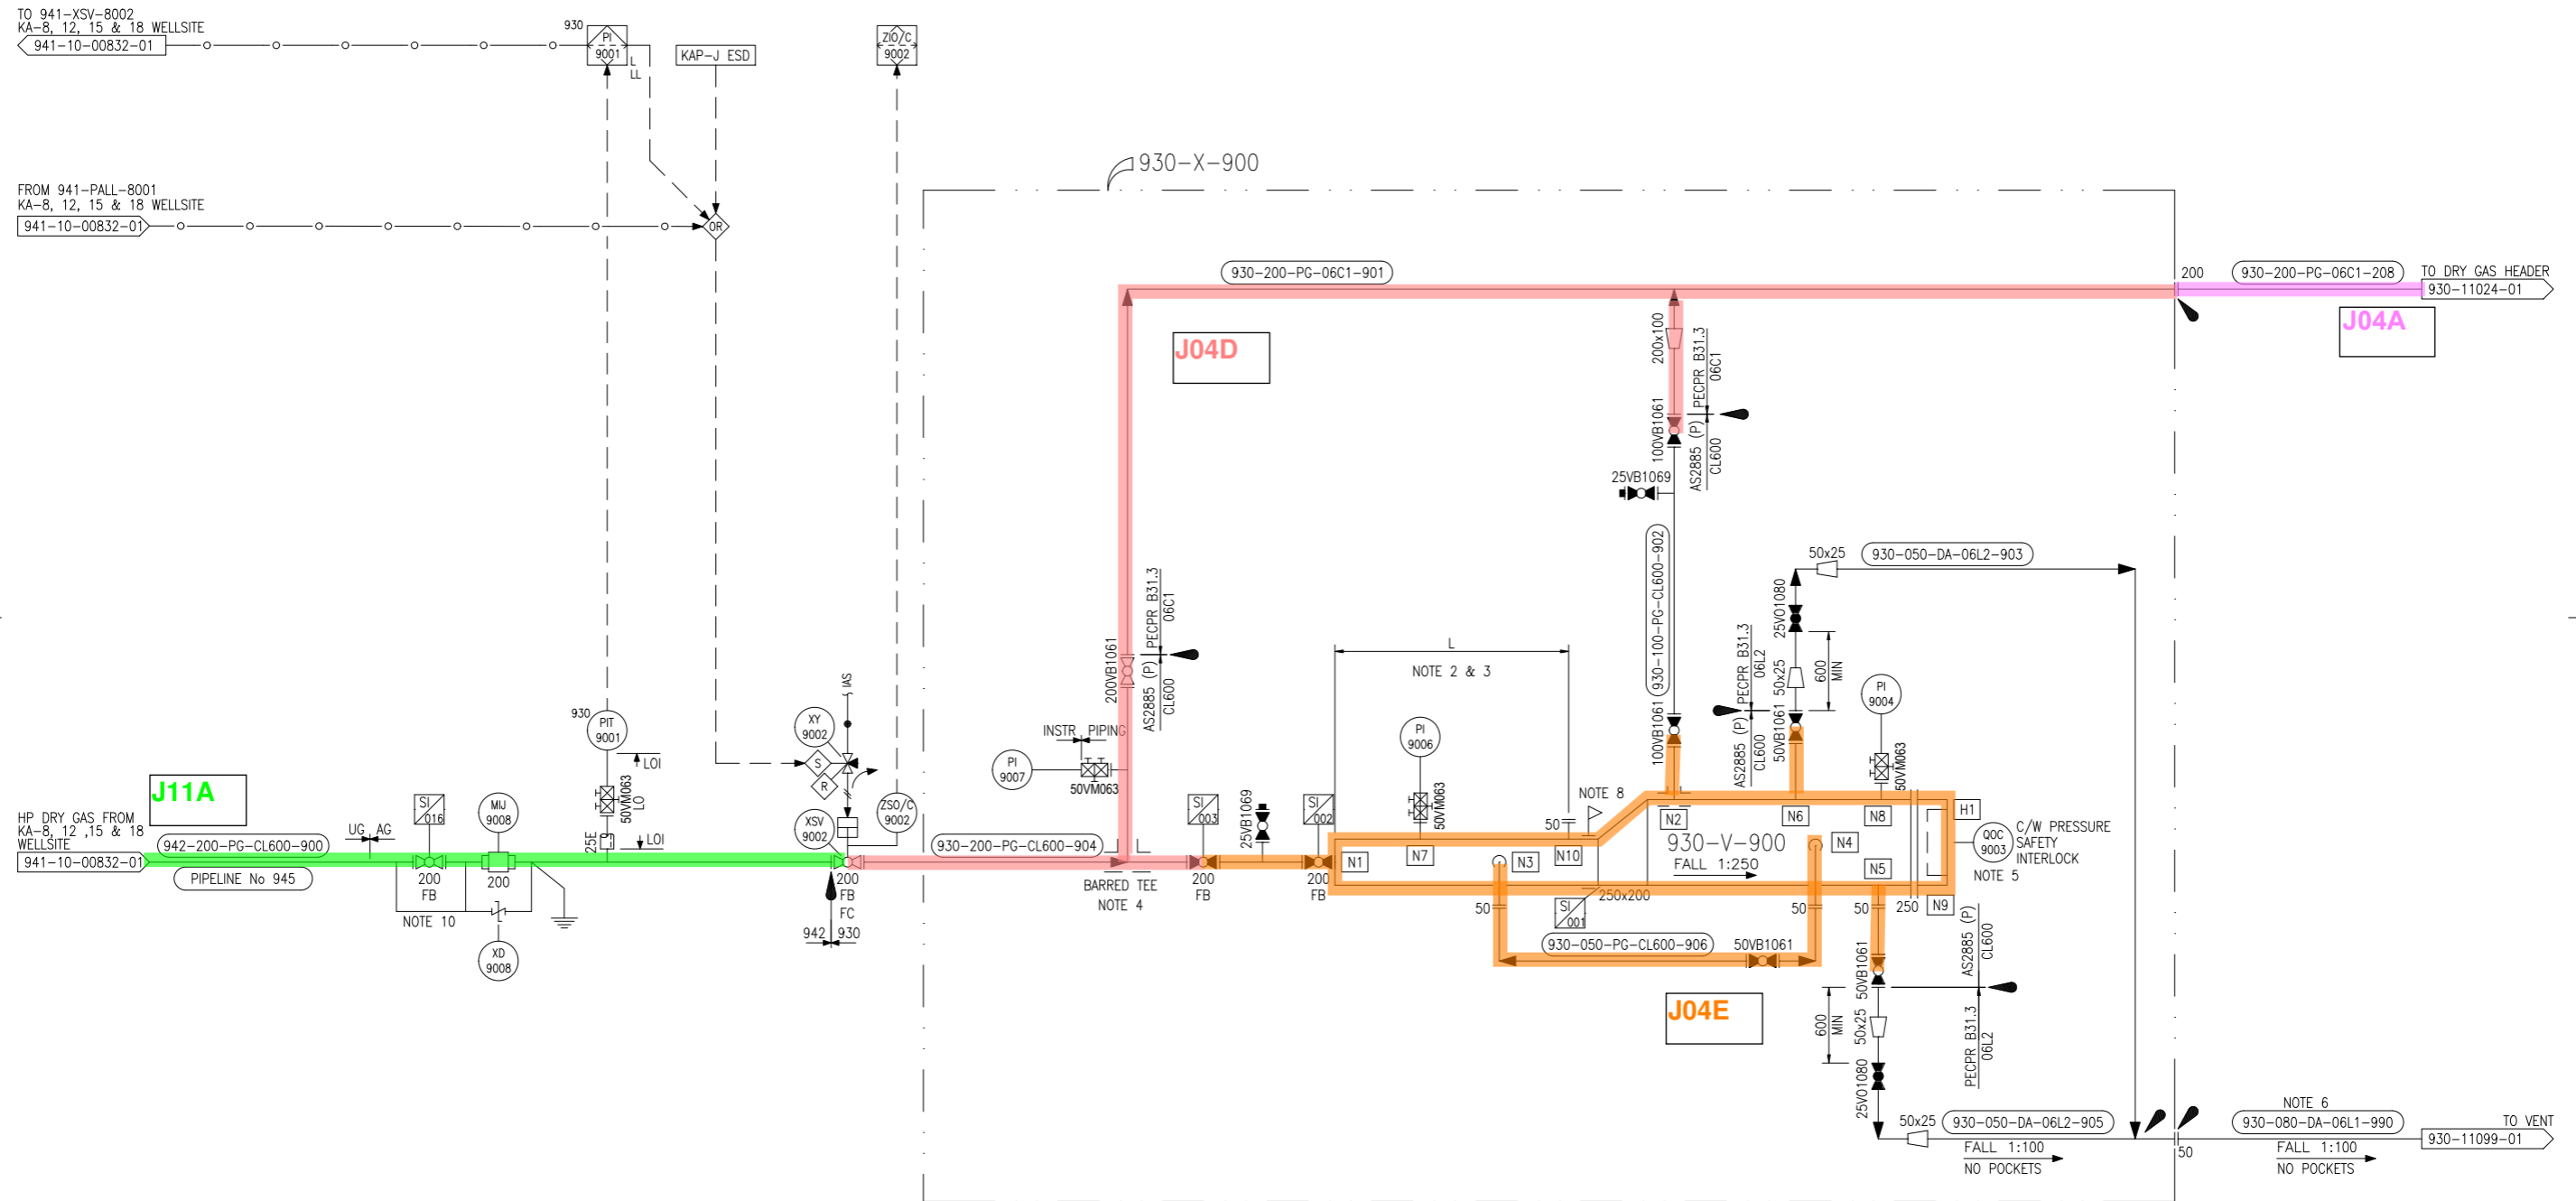 TO 941-XSV-8002
KA-8, 12, 15 & 18 WELLSITE
941-10-00832-01
930
PI
9001
L
LL
KAP-J ESD
ZIO/C
9002
930-X-900
FROM 941-PALL-8001
KA-8, 12, 15 & 18 WELLSITE
941-10-00832-01
OR
930-200-PG-06C1-901
200
930-200-PG-06C1-208
TO DRY GAS HEADER
930-11024-01
J04D
J04A
200x100
PECPR B31.3
06C1
AS2885 (P)
CL600
100VB1061
25VB1069
930-100-PG-CL600-902
100VB1061
50x25
930-050-DA-06L2-903
25VO1080
PECPR B31.3
06L2
AS2885 (P)
CL600
50x25
600
MIN
50VB1061
PI
9004
50VM063
PECPR B31.3
06C1
AS2885 (P)
CL600
200VB1061
L
NOTE 2 & 3
INSTR
PIPING
PI
9007
50VM063
PI
9006
50VM063
NOTE 8
IAS
XY
9002
S
R
930
PIT
9001
LOI
50VM063
LO
25E
LOI
J11A
HP DRY GAS FROM
KA-8, 12 ,15 & 18
WELLSITE
941-10-00832-01
942-200-PG-CL600-900
PIPELINE No 945
UG
AG
SI
016
200
FB
MIJ
9008
200
NOTE 10
XD
9008
XSV
9002
ZSO/C
9002
200
FB
FC
942
930
930-200-PG-CL600-904
BARRED TEE
NOTE 4
SI
003
200
FB
25VB1069
SI
002
200
FB
N1
N7
N3
50
N10
N2
N6
N8
H1
930-V-900
FALL 1:250
N4
N5
N9
QOC
9003
C/W PRESSURE
SAFETY
INTERLOCK
NOTE 5
50
SI
001
250x200
50
50
250
930-050-PG-CL600-906
50VB1061
J04E
50VB1061
AS2885 (P)
CL600
PECPR B31.3
06L2
600
MIN
50x25
25VO1080
50x25
930-050-DA-06L2-905
FALL 1:100
NO POCKETS
50
NOTE 6
930-080-DA-06L1-990
FALL 1:100
NO POCKETS
TO VENT
930-11099-01